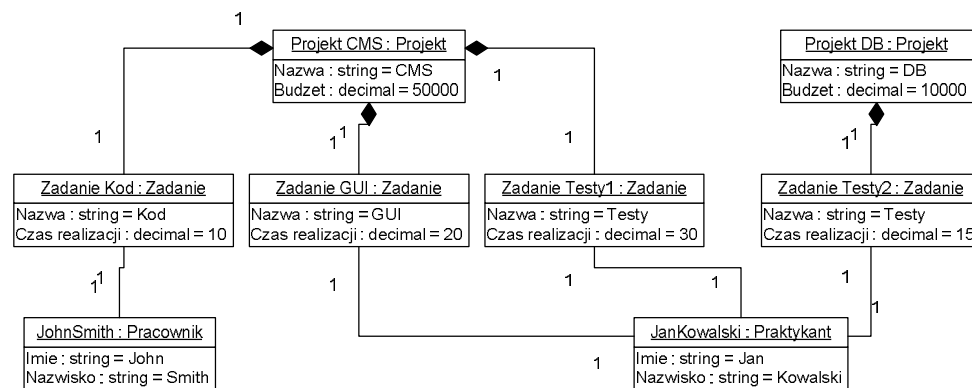 1
Projekt CMS : Projekt
Nazwa : string = CMS
Budzet : decimal = 50000
1
Projekt DB : Projekt
Nazwa : string = DB
Budzet : decimal = 10000
1
1
1
1
1
1
1
Zadanie Kod : Zadanie
Nazwa : string = Kod
Czas realizacji : decimal = 10
Zadanie GUI : Zadanie
Nazwa : string = GUI
Czas realizacji : decimal = 20
Zadanie Testy1 : Zadanie
Nazwa : string = Testy
Czas realizacji : decimal = 30
Zadanie Testy2 : Zadanie
Nazwa : string = Testy
Czas realizacji : decimal = 15
1
1
1
1
1
1
1
1
JohnSmith : Pracownik
Imie : string = John
Nazwisko : string = Smith
JanKowalski : Praktykant
Imie : string = Jan
Nazwisko : string = Kowalski